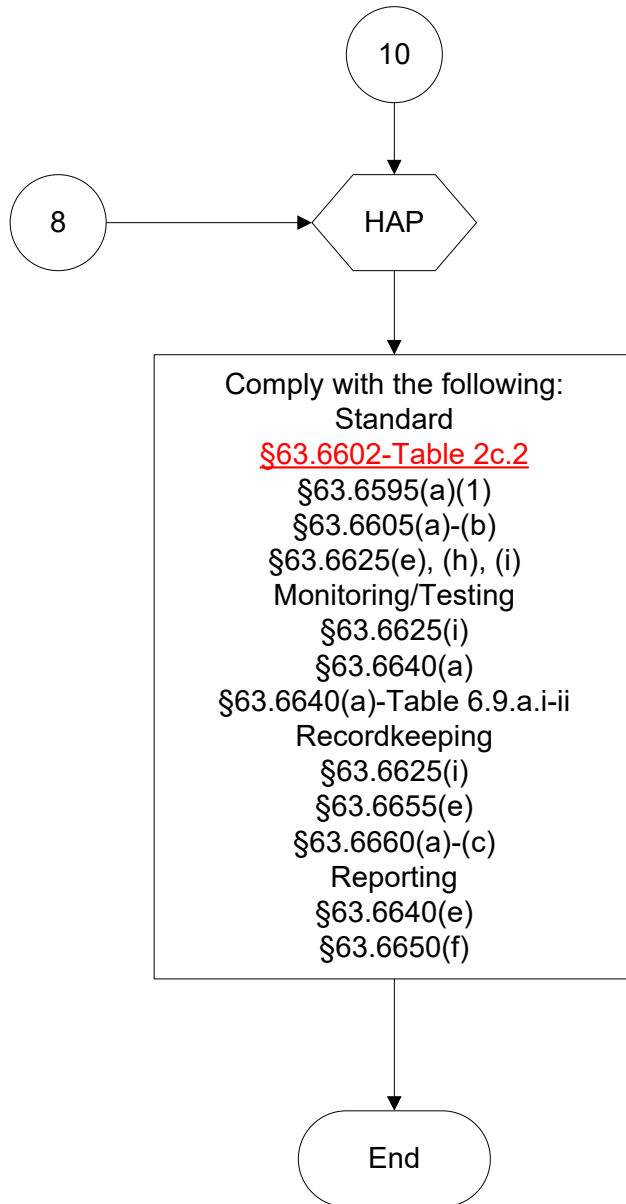 10
8
HAP
Comply with the following:
Standard
§63.6602-Table 2c.2
§63.6595(a)(1)
§63.6605(a)-(b)
§63.6625(e), (h), (i)
Monitoring/Testing
§63.6625(i)
§63.6640(a)
§63.6640(a)-Table 6.9.a.i-ii
Recordkeeping
§63.6625(i)
§63.6655(e)
§63.6660(a)-(c)
Reporting
§63.6640(e)
§63.6650(f)
End